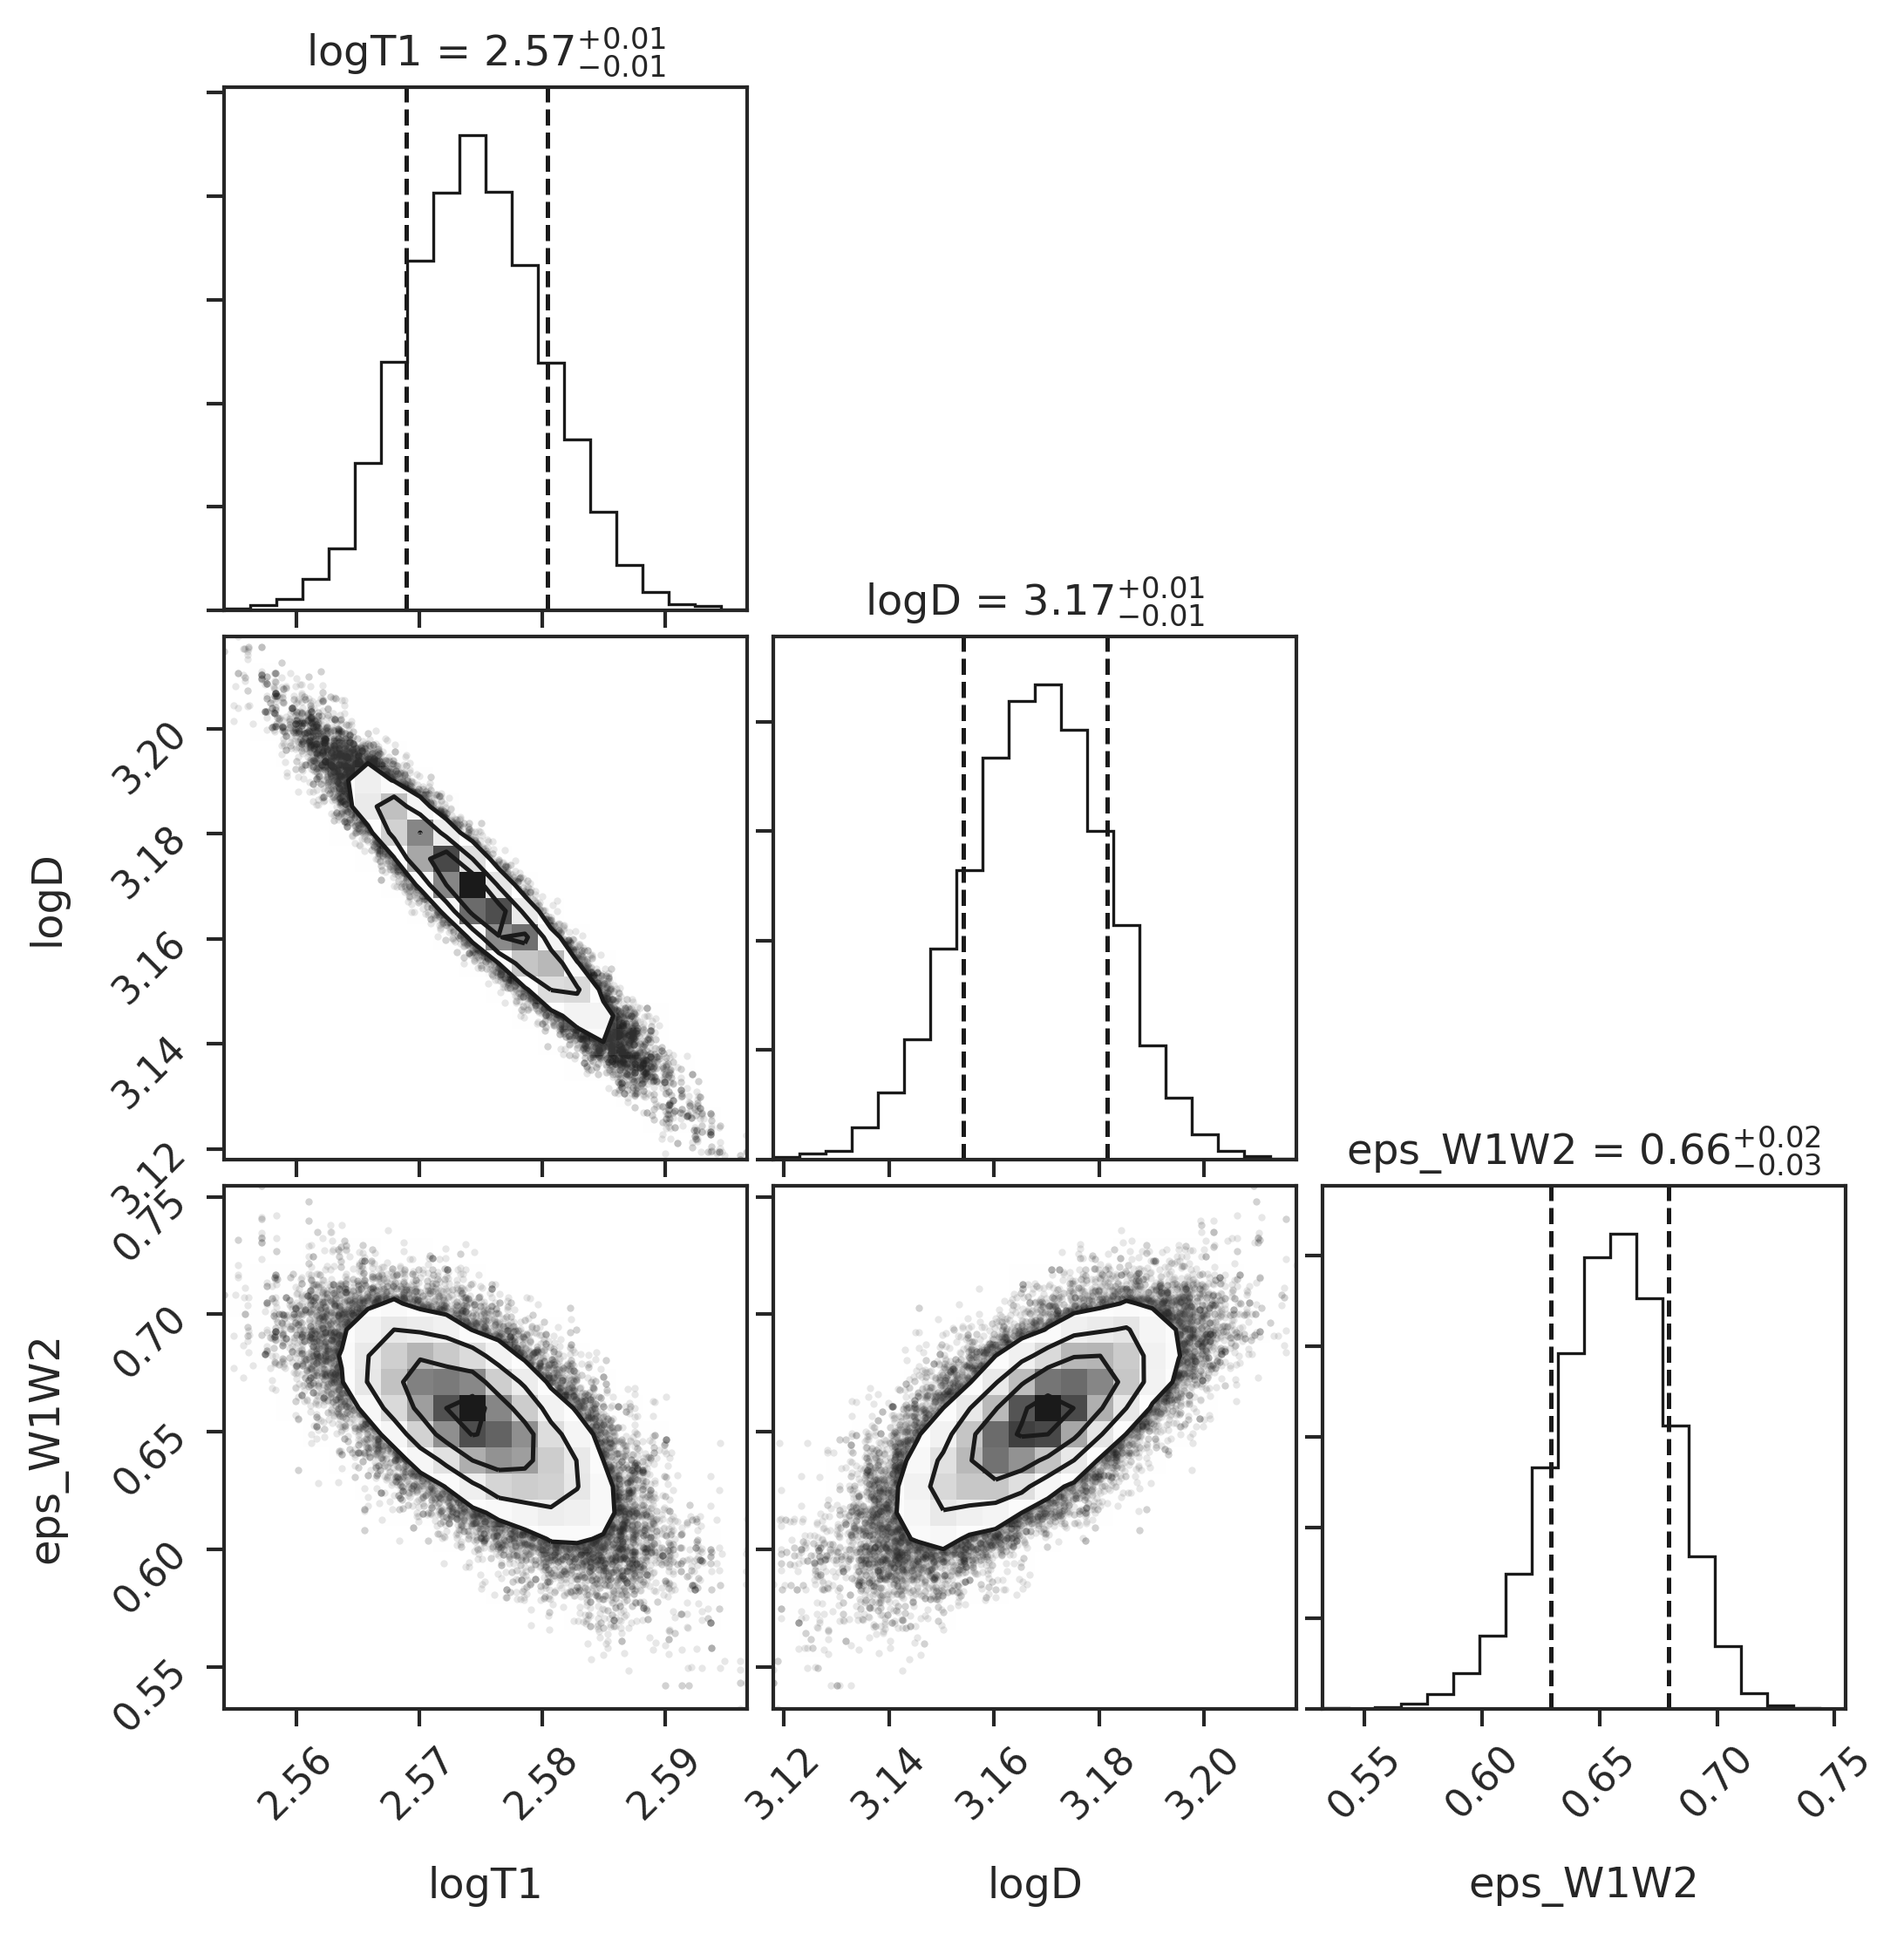 logT1 = 2.57+0.01
−0.01
logD = 3.17+0.01
−0.01
eps_W1W2 = 0.66+0.02
−0.03
logD
3.20
3.18
3.16
3.14
3.12
eps_W1W2
0.75
0.70
0.65
0.60
0.55
2.56 2.57 2.58 2.59 3.12 3.14 3.16 3.18 3.20 0.55 0.60 0.65 0.70 0.75
logT1 logD eps_W1W2